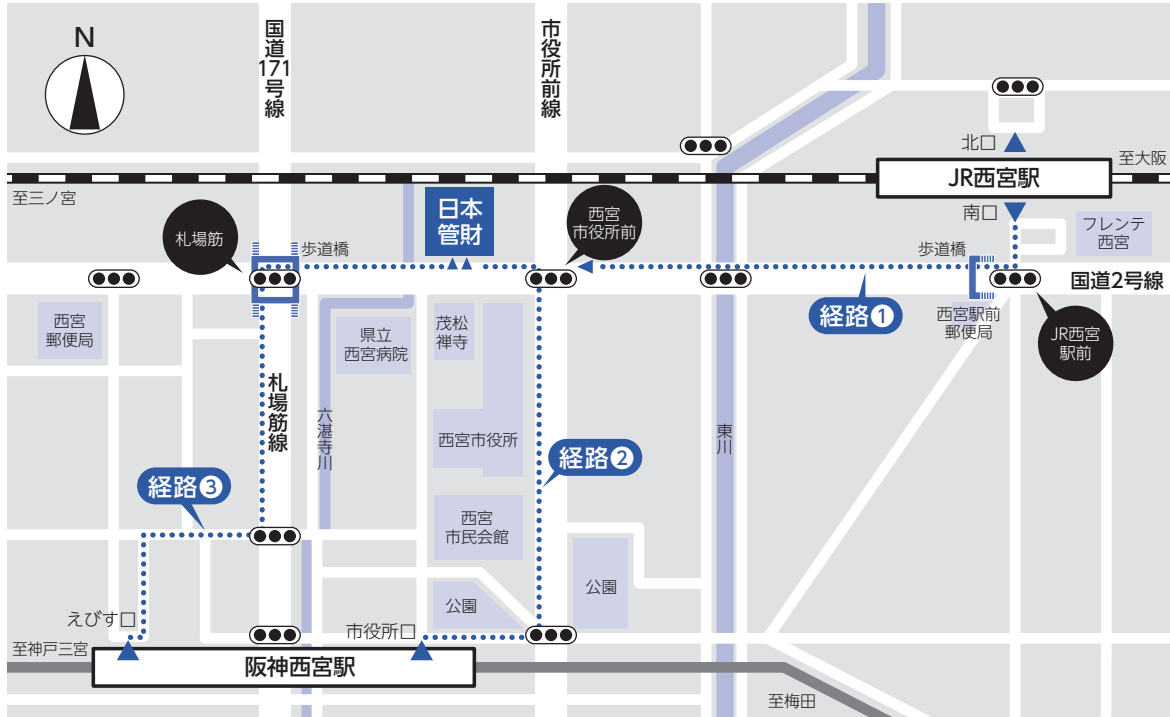 N
国道171号線
市役所前線
北口
JR西宮駅
至大阪
至三ノ宮
南口
日本
管財
西宮
市役所前
札場筋
歩道橋
歩道橋
フレンテ
西宮
国道2号線
経路❶
西宮駅前
郵便局
JR西宮
駅前
西宮
郵便局
県立
西宮病院
茂松
禅寺
札場筋線
六湛寺川
西宮市役所
東川
経路❷
経路❸
西宮
市民会館
公園
公園
えびす口
市役所口
至神戸三宮
阪神西宮駅
至梅田